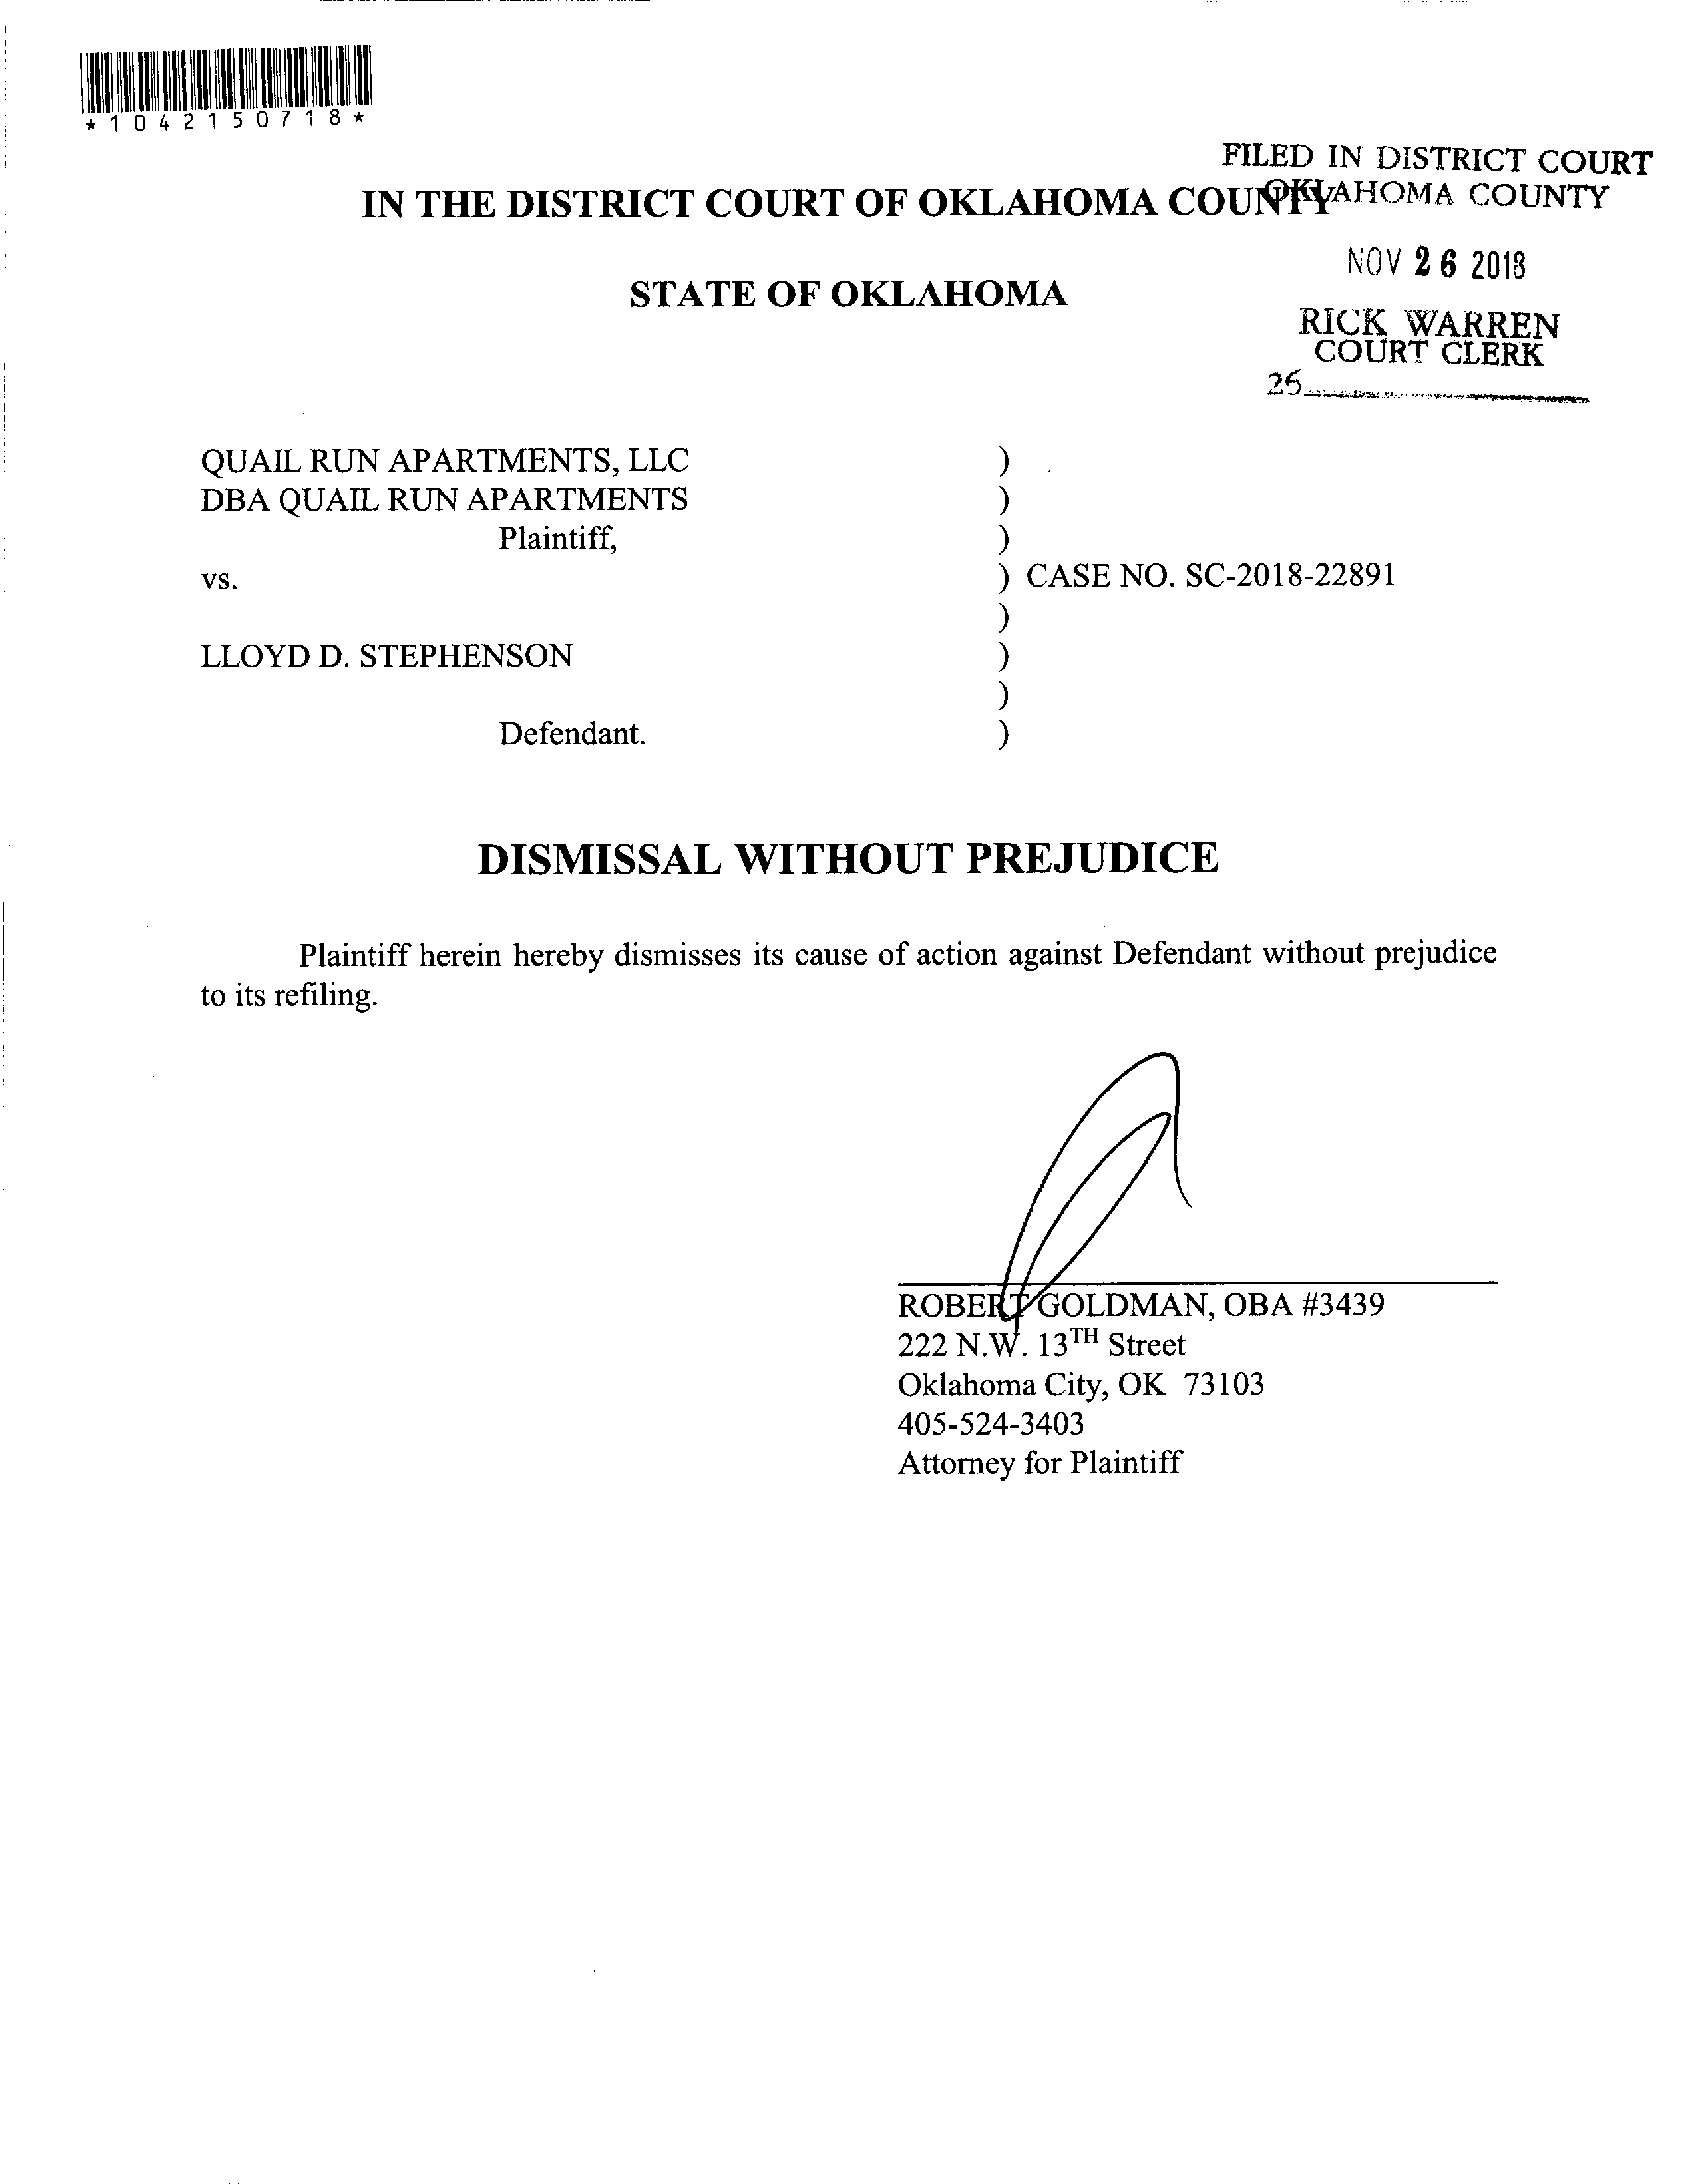 *1042150718*
FILED IN DISTRICT COURT
OKLAHOMA COUNTY
IN THE DISTRICT COURT OF OKLAHOMA COUNTY
NOV 26 2018
STATE OF OKLAHOMA
RICK WARREN
COURT CLERK
26
QUAIL RUN APARTMENTS, LLC )
DBA QUAIL RUN APARTMENTS )
Plaintiff, )
vs. ) CASE NO. SC-2018-22891
)
LLOYD D. STEPHENSON )
)
Defendant. )
DISMISSAL WITHOUT PREJUDICE
Plaintiff herein hereby dismisses its cause of action against Defendant without prejudice
to its refiling.
ROBERT GOLDMAN, OBA #3439
222 N.W. 13TH Street
Oklahoma City, OK 73103
405-524-3403
Attorney for Plaintiff